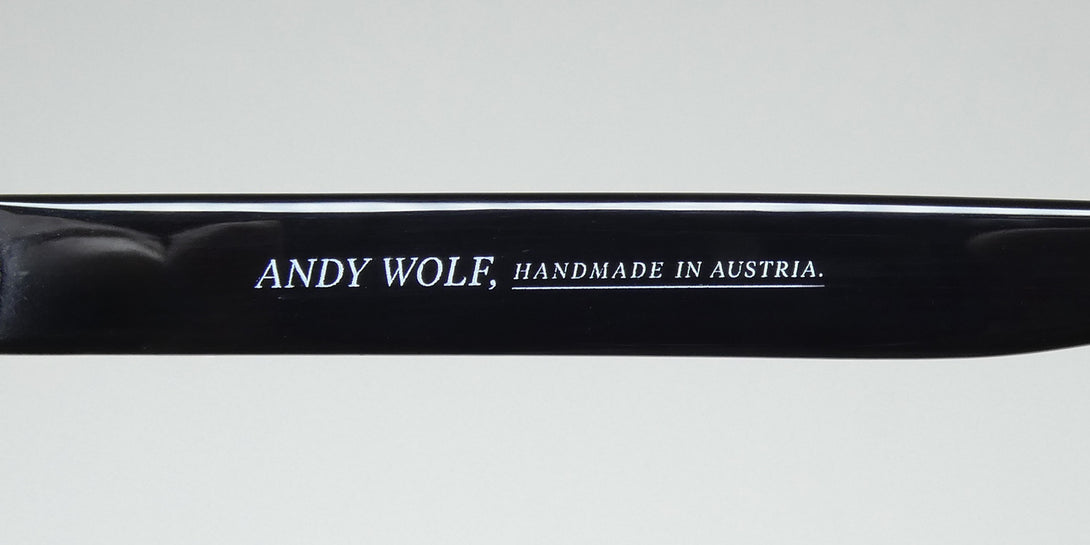 ANDY WOLF, HANDMADE IN AUSTRIA.